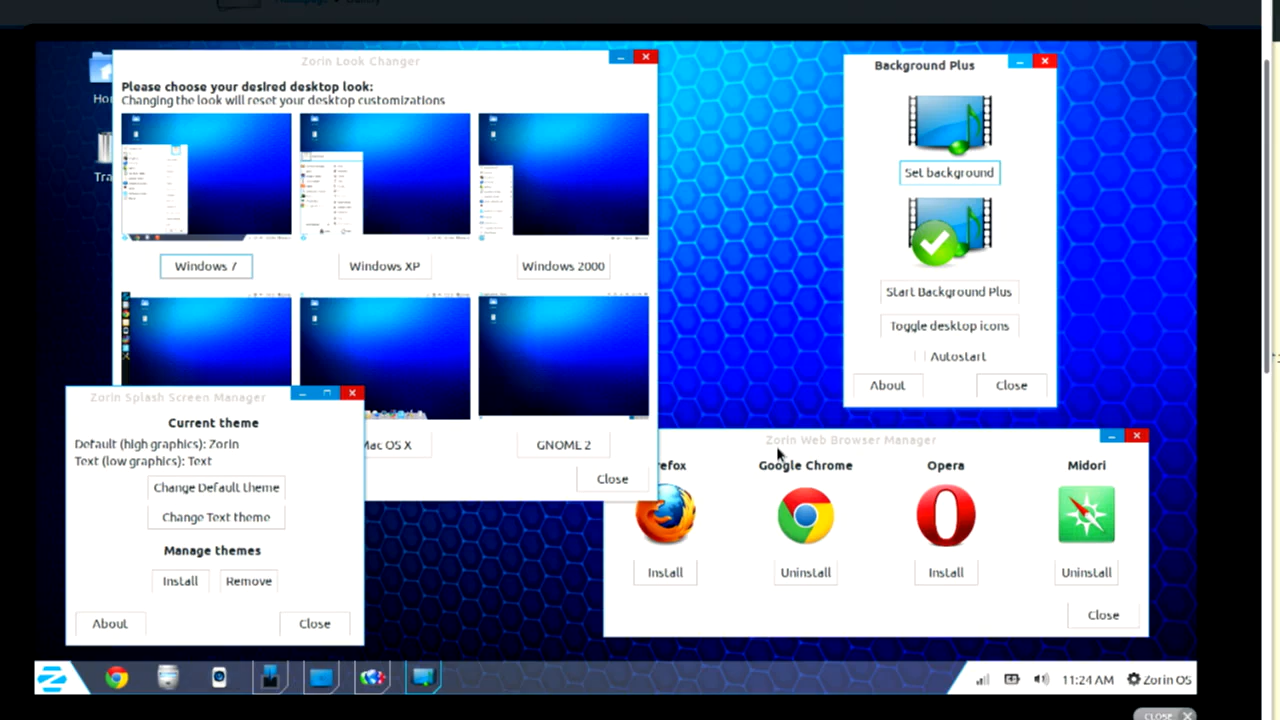 Zorin Look Changer
Please choose your desired desktop look:
Changing the look will reset your desktop customizations
Windows 7
Windows XP
Windows 2000
Mac OS X
GNOME 2
Close
Background Plus
Set background
Start Background Plus
Toggle desktop icons
Autostart
About
Close
Zorin Splash Screen Manager
Current theme
Default (high graphics): Zorin
Text (low graphics): Text
Change Default theme
Change Text theme
Manage themes
Install
Remove
About
Close
Zorin Web Browser Manager
refox
Google Chrome
Opera
Midori
Install
Uninstall
Install
Uninstall
Close
11:24 AM
Zorin OS
CLOSE X